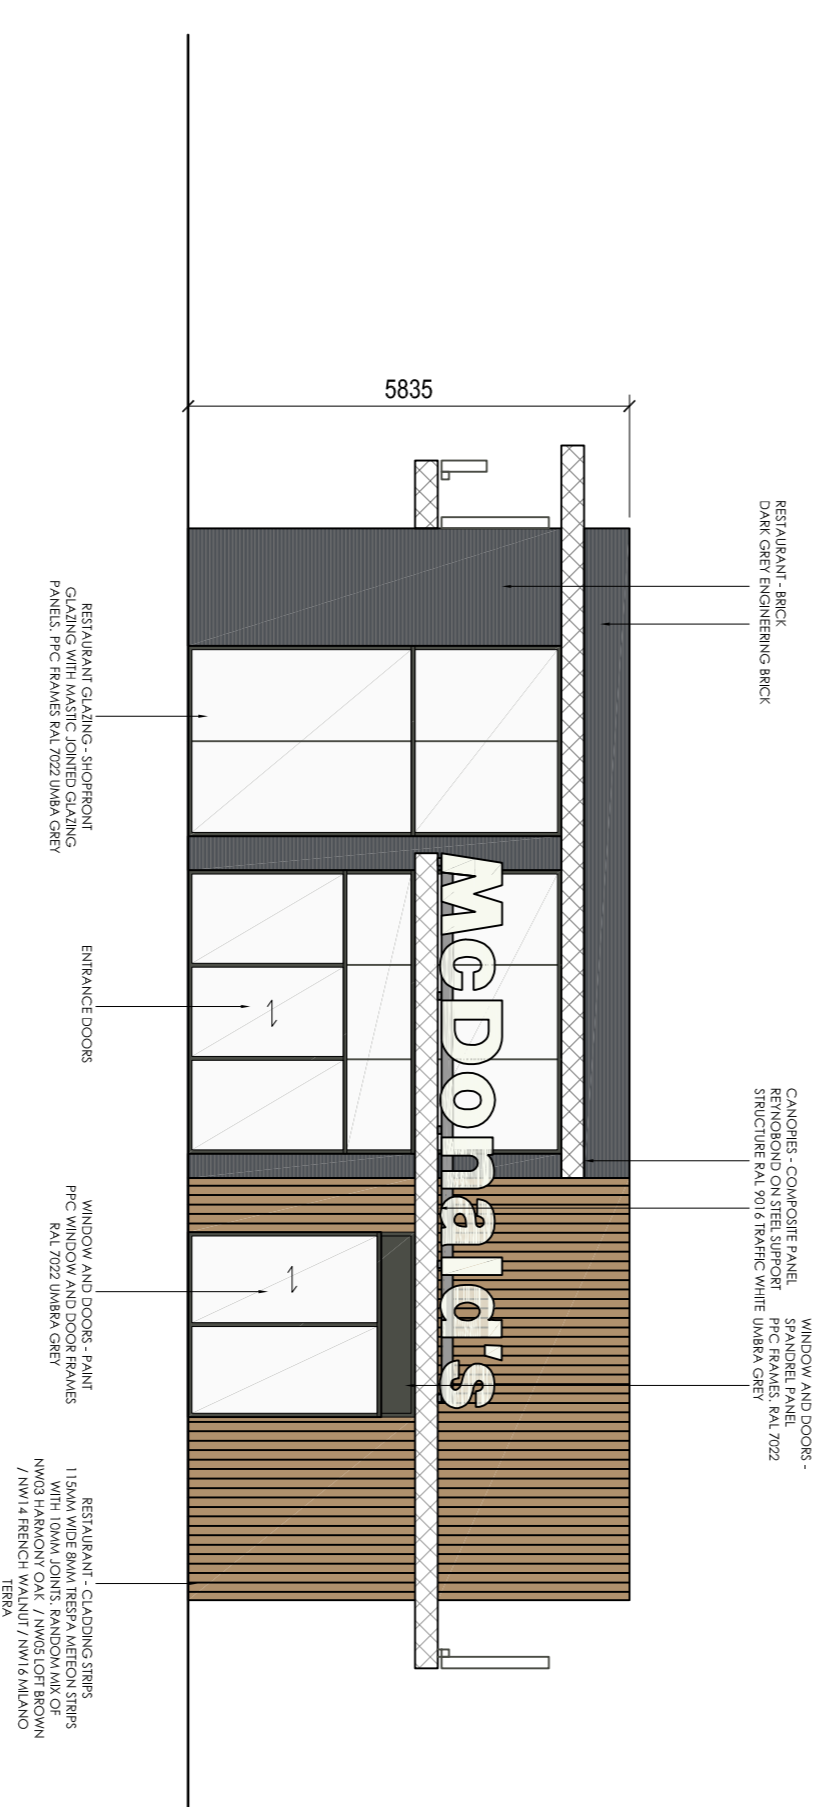 RESTAURANT - BRICK
DARK GREY ENGINEERING BRICK
CANOPIES - COMPOSITE PANEL
REYNOBOND ON STEEL SUPPORT
STRUCTURE RAL 9016 TRAFFIC WHITE
WINDOW AND DOORS -
SPANDREL PANEL
PPC FRAMES. RAL 7022
UMBRA GREY
5835
McDonald's
RESTAURANT GLAZING - SHOPFRONT
GLAZING WITH MASTIC JOINTED GLAZING
PANELS. PPC FRAMES RAL 7022 UMBA GREY
ENTRANCE DOORS
WINDOW AND DOORS - PAINT
PPC WINDOW AND DOOR FRAMES
RAL 7022 UMBRA GREY
RESTAURANT - CLADDING STRIPS
115MM WIDE 8MM TRESPA METEON STRIPS
WITH 10MM JOINTS. RANDOM MIX OF
NW03 HARMONY OAK / NW05 LOFT BROWN
/ NW14 FRENCH WALNUT / NW16 MILANO
TERRA